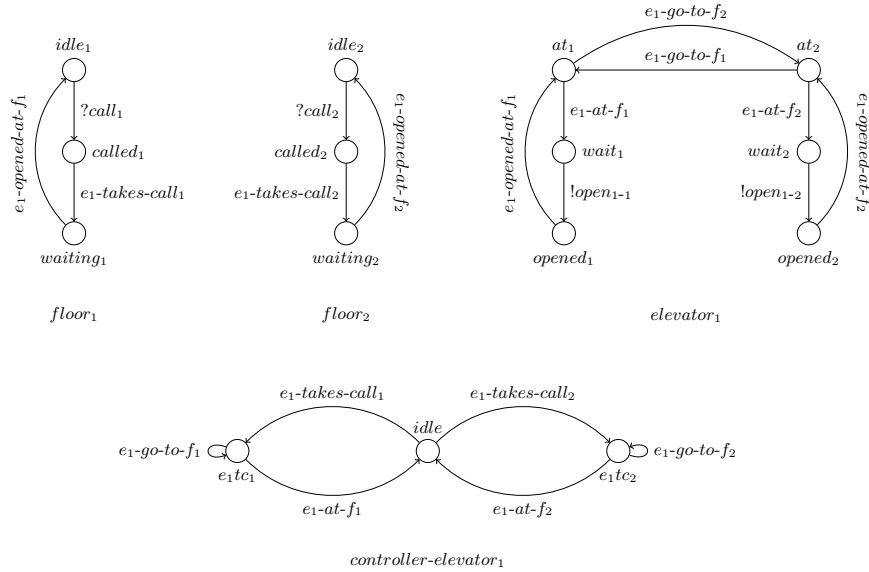 e₁-go-to-f₂
idle₁
idle₂
at₁
at₂
e₁-go-to-f₁
?call₁
?call₂
e₁-at-f₁
e₁-at-f₂
e₁-opened-at-f₁
e₁-opened-at-f₂
e₁-opened-at-f₁
e₁-opened-at-f₂
called₁
called₂
wait₁
wait₂
e₁-takes-call₁
e₁-takes-call₂
!open₁₋₁
!open₁₋₂
waiting₁
waiting₂
opened₁
opened₂
floor₁
floor₂
elevator₁
e₁-takes-call₁
e₁-takes-call₂
idle
e₁-go-to-f₁
e₁-go-to-f₂
e₁tc₁
e₁tc₂
e₁-at-f₁
e₁-at-f₂
controller-elevator₁